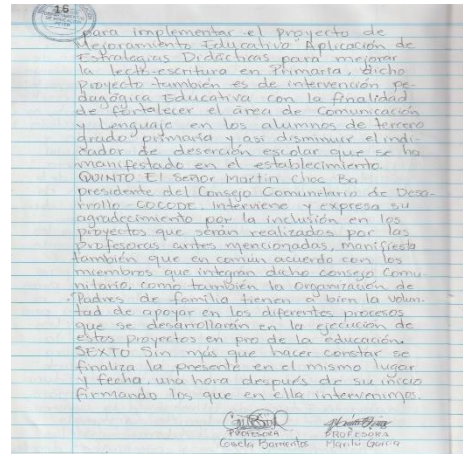 16
para implementar el Proyecto de
Mejoramiento Educativo Aplicación de
Estrategias Didácticas para mejorar
la lecto-escritura en Primaria, dicho
proyecto también es de intervención pe-
dagógica Educativa con la finalidad
de fortalecer el área de Comunicación
y Lenguaje en los alumnos de tercero
grado primaria y así disminuir el indi-
cador de deserción escolar que se ha
manifestado en el establecimiento.
QUINTO El Señor Martin Choc Ba
presidente del Consejo Comunitario de Desa-
rrollo COCODE, interviene y expresa su
agradecimiento por la inclusión en los
proyectos que serán realizados por las
Profesoras antes mencionadas, manifiesta
también que en común acuerdo con los
miembros que integran dicho consejo Comu-
nitario, como también la Organización de
Padres de familia tienen a bien la volun-
tad de apoyar en los diferentes procesos
que se desarrollarán en la ejecución de
estos proyectos en pro de la educación.
SEXTO Sin más que hacer constar se
finaliza la presente en el mismo lugar
y fecha, una hora después de su inicio
firmando los que en ella intervenimos.
PROFESORA PROFESORA
Barrientos Marilú García